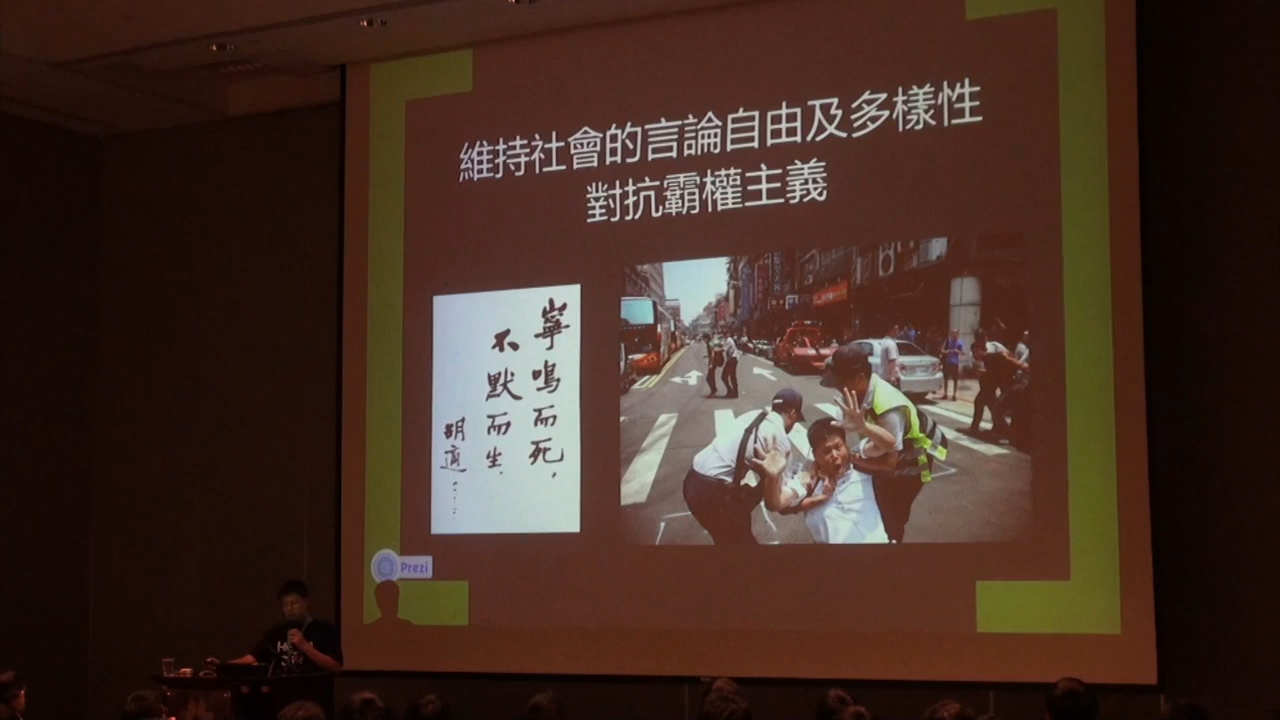 維持社會的言論自由及多樣性
對抗霸權主義
寧鳴而死，
不默而生．
胡適
Prezi